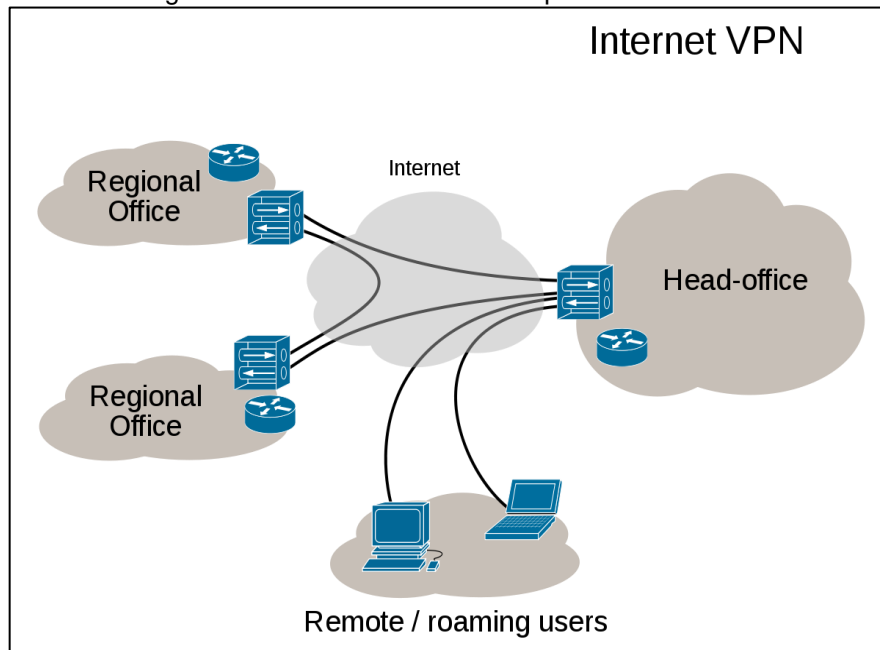 Internet VPN
Internet
Regional
Office
Head-office
Regional
Office
Remote / roaming users